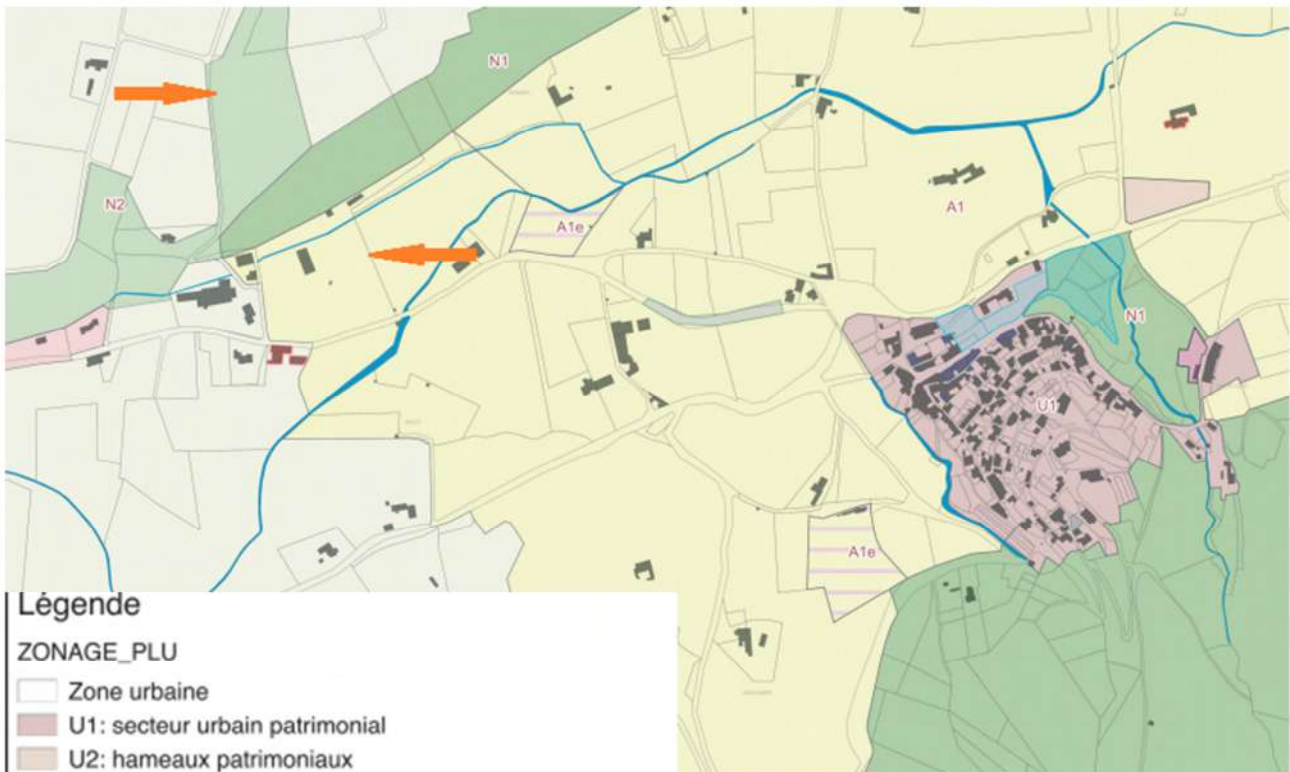 N1
N2
A1
A1e
N1
U1
A1e
Légende
ZONAGE_PLU
Zone urbaine
U1: secteur urbain patrimonial
U2: hameaux patrimoniaux